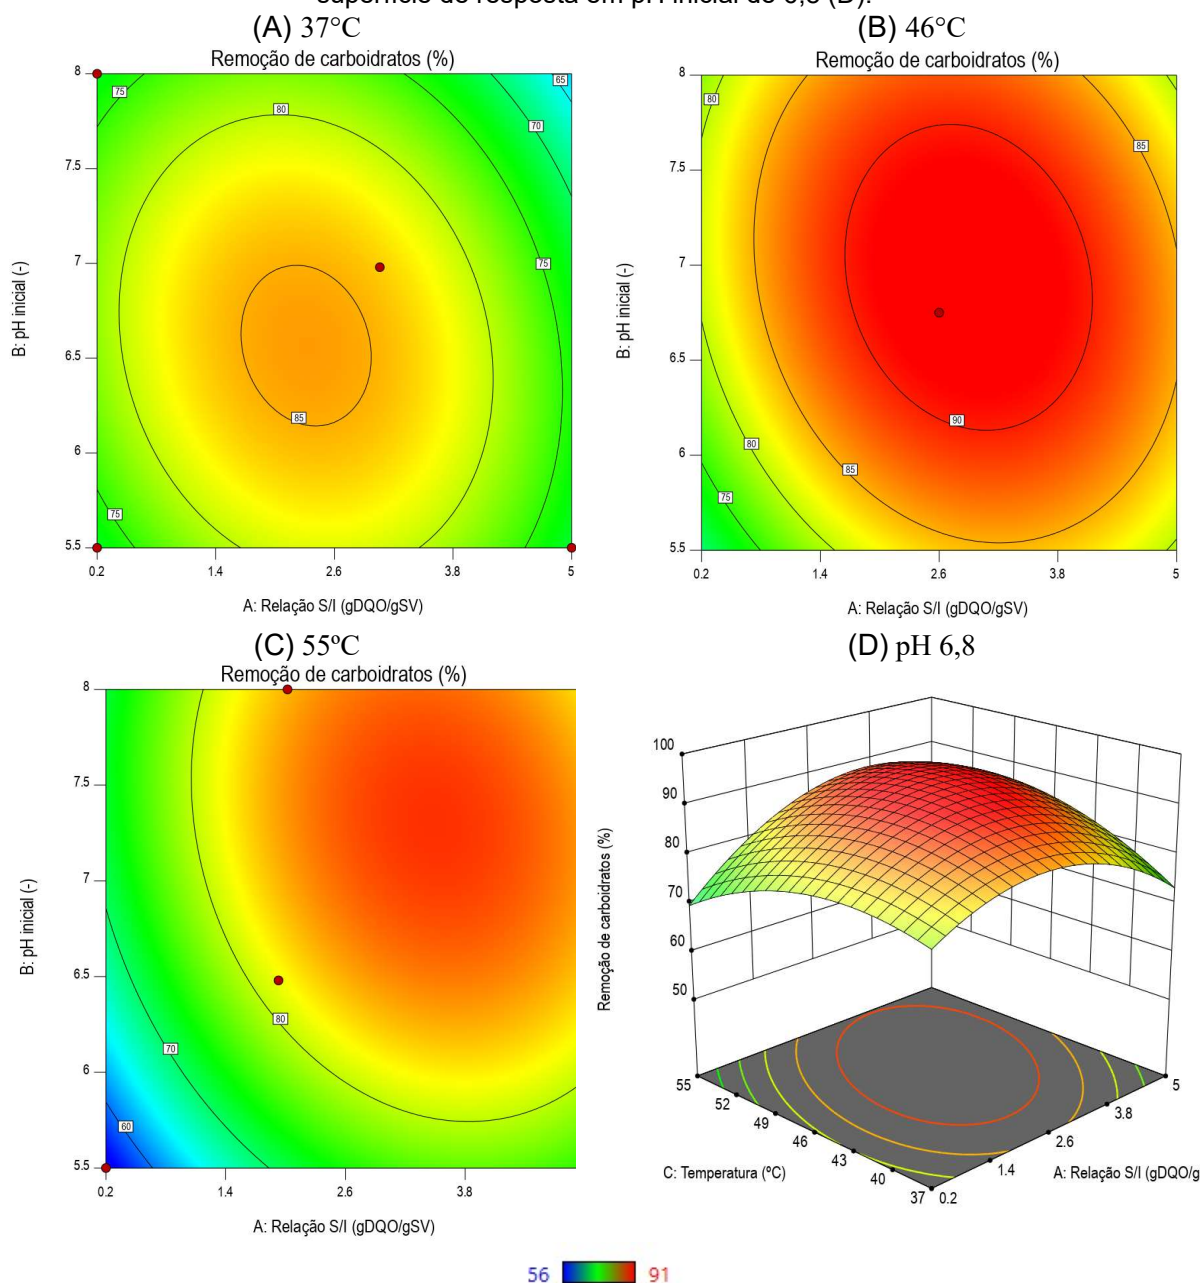 superfície de resposta em pH inicial de 6,8 (D).
(A) 37°C
Remoção de carboidratos (%)
8
7.5
7
6.5
6
5.5
0.2 1.4 2.6 3.8 5
75
80
65
70
75
85
75
B: pH inicial (-)
A: Relação S/I (gDQO/gSV)
(B) 46°C
Remoção de carboidratos (%)
8
7.5
7
6.5
6
5.5
0.2 1.4 2.6 3.8 5
80
85
90
80
85
75
B: pH inicial (-)
A: Relação S/I (gDQO/gSV)
(C) 55ºC
Remoção de carboidratos (%)
8
7.5
7
6.5
6
5.5
0.2 1.4 2.6 3.8
80
70
60
B: pH inicial (-)
A: Relação S/I (gDQO/gSV)
(D) pH 6,8
100
90
80
70
60
50
Remoção de carboidratos (%)
55 52 49 46 43 40 37
0.2 1.4 2.6 3.8 5
C: Temperatura (ºC)
A: Relação S/I (gDQO/g
56 91